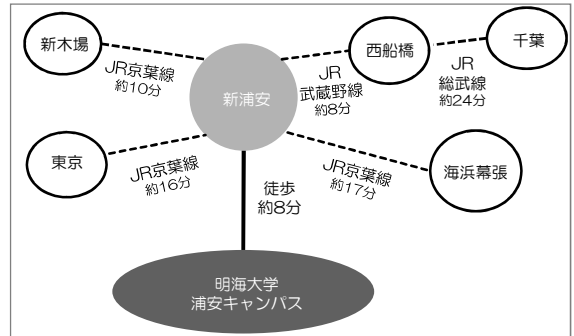 新木場
JR京葉線
約10分
新浦安
JR
武蔵野線
約8分
西船橋
JR
総武線
約24分
千葉
東京
JR京葉線
約16分
徒歩
約8分
JR京葉線
約17分
海浜幕張
明海大学
浦安キャンパス